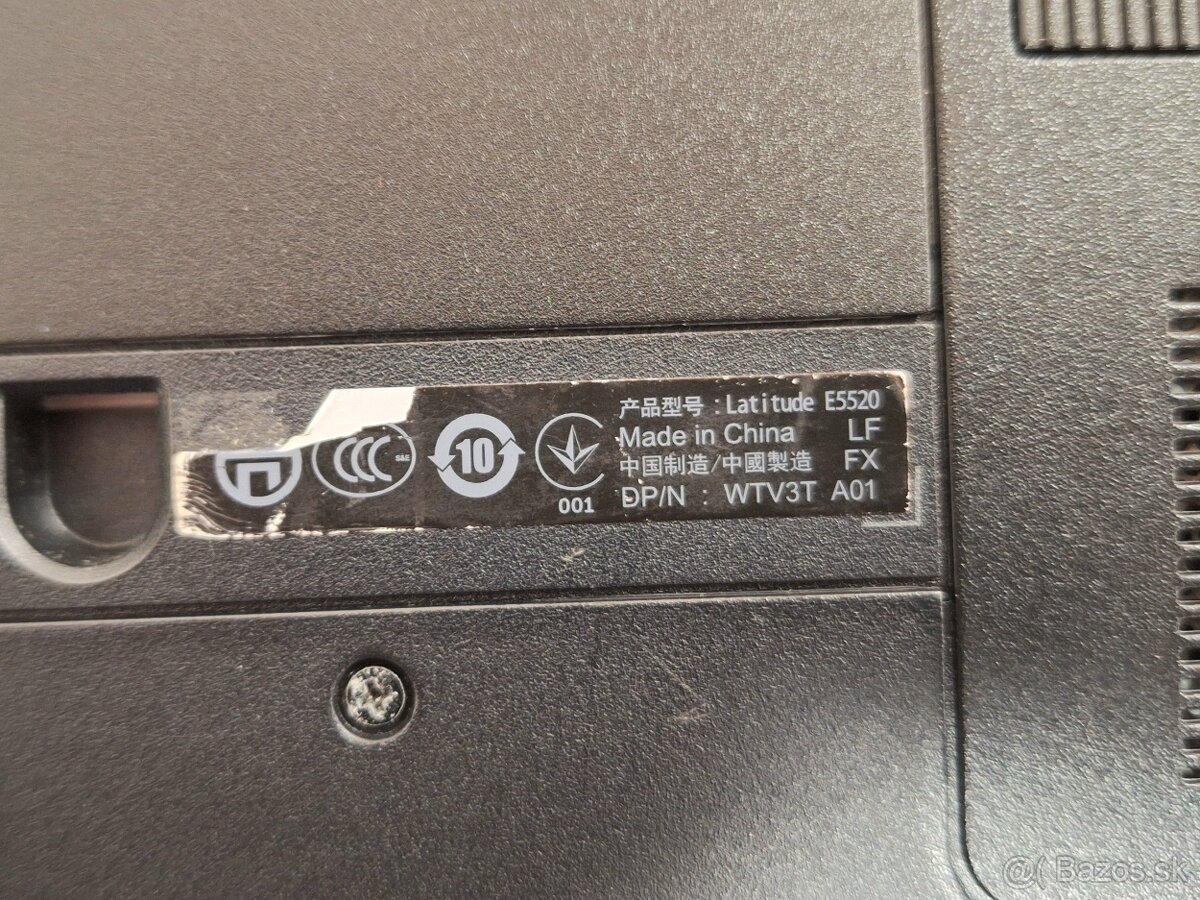 产品型号 : Latitude E5520
Made in China LF
中国制造/中國製造 FX
DP/N : WTV3T A01
CCC S&E
10
001
@( Bazos.sk